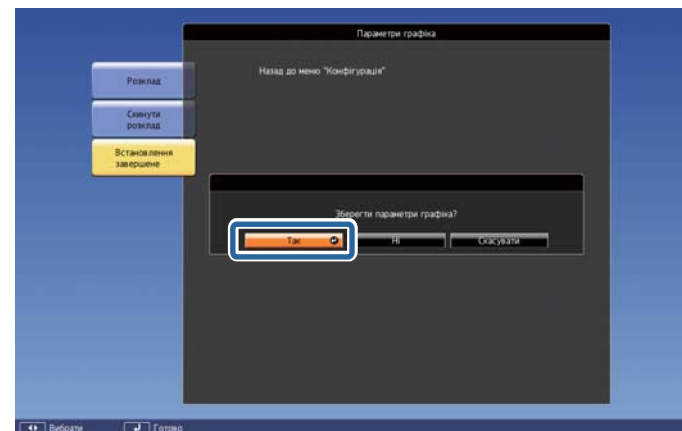 Параметри графіка
Назад до меню "Конфігурація"
Розклад
Скинути
розклад
Встановлення
завершене
Зберегти параметри графіка?
Так
Ні
Скасувати
Вибрати
Готово